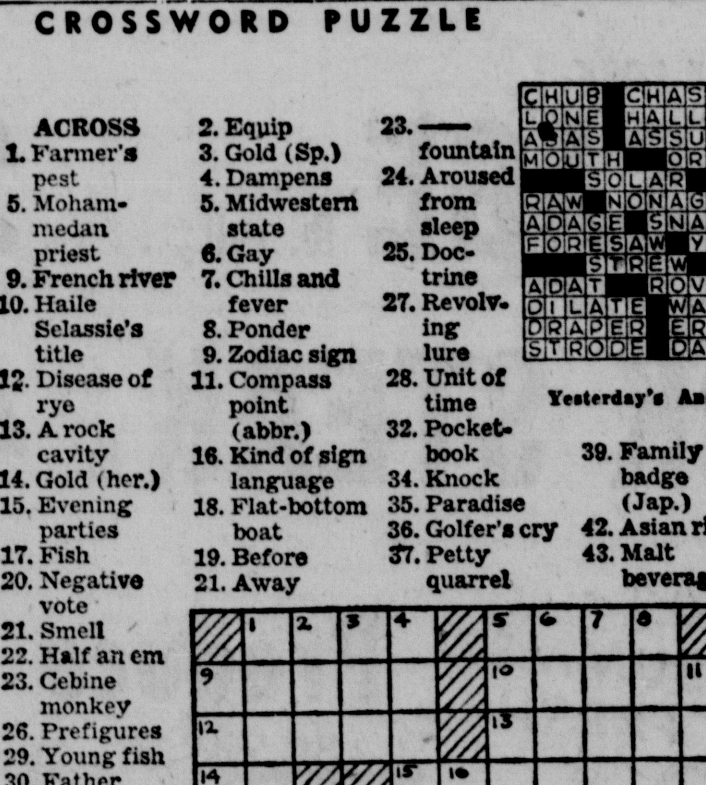 CROSSWORD PUZZLE
ACROSS
1. Farmer's
pest
5. Moham-
medan
priest
9. French river
10. Haile
Selassie's
title
12. Disease of
rye
13. A rock
cavity
14. Gold (her.)
15. Evening
parties
17. Fish
20. Negative
vote
21. Smell
22. Half an em
23. Cebine
monkey
26. Prefigures
29. Young fish
30. Father
2. Equip
3. Gold (Sp.)
4. Dampens
5. Midwestern
state
6. Gay
7. Chills and
fever
8. Ponder
9. Zodiac sign
11. Compass
point
(abbr.)
16. Kind of sign
language
18. Flat-bottom
boat
19. Before
21. Away
23. —
fountain
24. Aroused
from
sleep
25. Doc-
trine
27. Revolv-
ing
lure
28. Unit of
time
32. Pocket-
book
34. Knock
35. Paradise
36. Golfer's cry
37. Petty
quarrel
CHUB CHAS
LONE HALL
ASAS ASSU
MOUTH OR
SOLAR
RAW NONAG
ADAGE SNA
FORESAW Y
STREW
ADAT ROV
DILATE WA
DRAPER ER
STRODE DA
Yesterday's An
39. Family
badge
(Jap.)
42. Asian ri
43. Malt
beverag
1 2 3 4 5 6 7 8
9 10 11
12 13
14 15 16